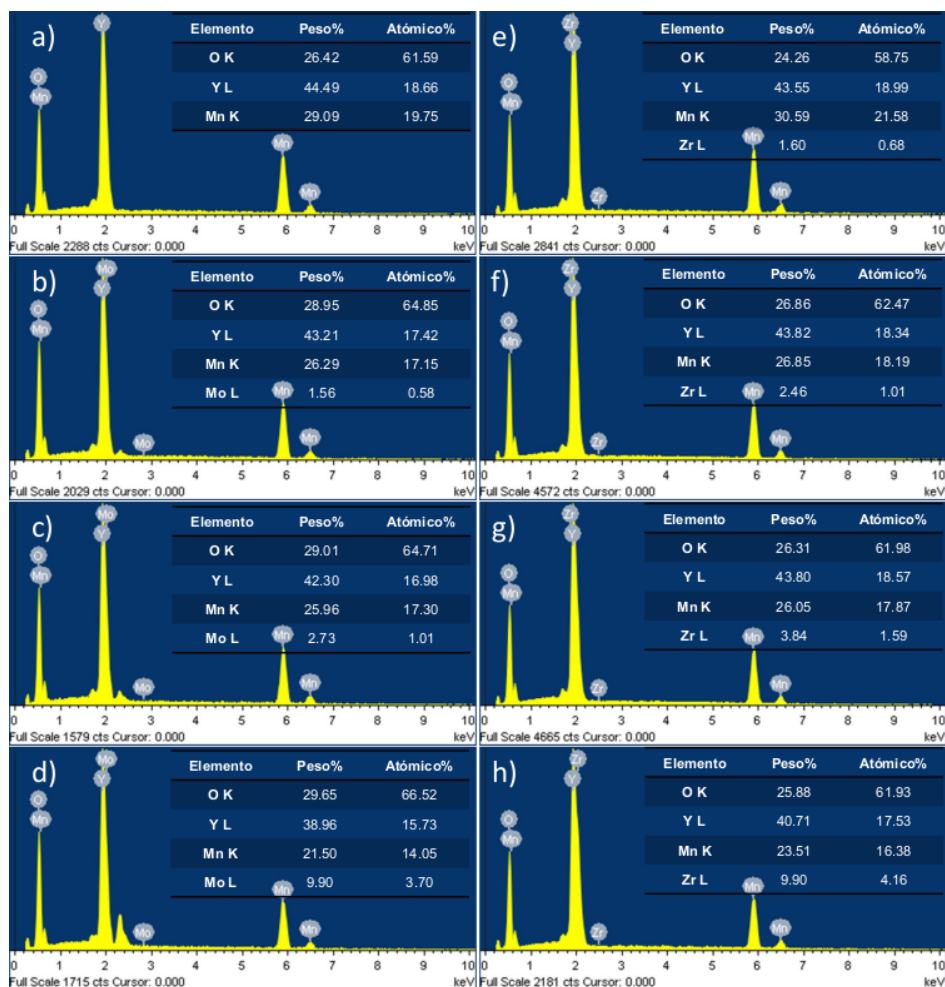 a)
Elemento Peso% Atómico%
O K 26.42 61.59
Y L 44.49 18.66
Mn K 29.09 19.75
Y
O
Mn
Mn
Mn
0 1 2 3 4 5 6 7 8 9 10
Full Scale 2288 cts Cursor: 0.000 keV
e)
Elemento Peso% Atómico%
O K 24.26 58.75
Y L 43.55 18.99
Mn K 30.59 21.58
Zr L 1.60 0.68
Zr
Y
O
Mn
Mn
Zr
Mn
0 1 2 3 4 5 6 7 8 9 10
Full Scale 2841 cts Cursor: 0.000 keV
b)
Elemento Peso% Atómico%
O K 28.95 64.85
Y L 43.21 17.42
Mn K 26.29 17.15
Mo L 1.56 0.58
Mo
Y
O
Mn
Mn
Mo
Mn
0 1 2 3 4 5 6 7 8 9 10
Full Scale 2029 cts Cursor: 0.000 keV
f)
Elemento Peso% Atómico%
O K 26.86 62.47
Y L 43.82 18.34
Mn K 26.85 18.19
Zr L 2.46 1.01
Zr
Y
O
Mn
Mn
Zr
Mn
0 1 2 3 4 5 6 7 8 9 10
Full Scale 4572 cts Cursor: 0.000 keV
c)
Elemento Peso% Atómico%
O K 29.01 64.71
Y L 42.30 16.98
Mn K 25.96 17.30
Mo L 2.73 1.01
Mo
Y
O
Mn
Mn
Mo
Mn
0 1 2 3 4 5 6 7 8 9 10
Full Scale 1579 cts Cursor: 0.000 keV
g)
Elemento Peso% Atómico%
O K 26.31 61.98
Y L 43.80 18.57
Mn K 26.05 17.87
Zr L 3.84 1.59
Zr
Y
O
Mn
Mn
Zr
Mn
0 1 2 3 4 5 6 7 8 9 10
Full Scale 4665 cts Cursor: 0.000 keV
d)
Elemento Peso% Atómico%
O K 29.65 66.52
Y L 38.96 15.73
Mn K 21.50 14.05
Mo L 9.90 3.70
Mo
Y
O
Mn
Mn
Mo
Mn
0 1 2 3 4 5 6 7 8 9 10
Full Scale 1715 cts Cursor: 0.000 keV
h)
Elemento Peso% Atómico%
O K 25.88 61.93
Y L 40.71 17.53
Mn K 23.51 16.38
Zr L 9.90 4.16
Zr
Y
O
Mn
Mn
Zr
Mn
0 1 2 3 4 5 6 7 8 9 10
Full Scale 2181 cts Cursor: 0.000 keV